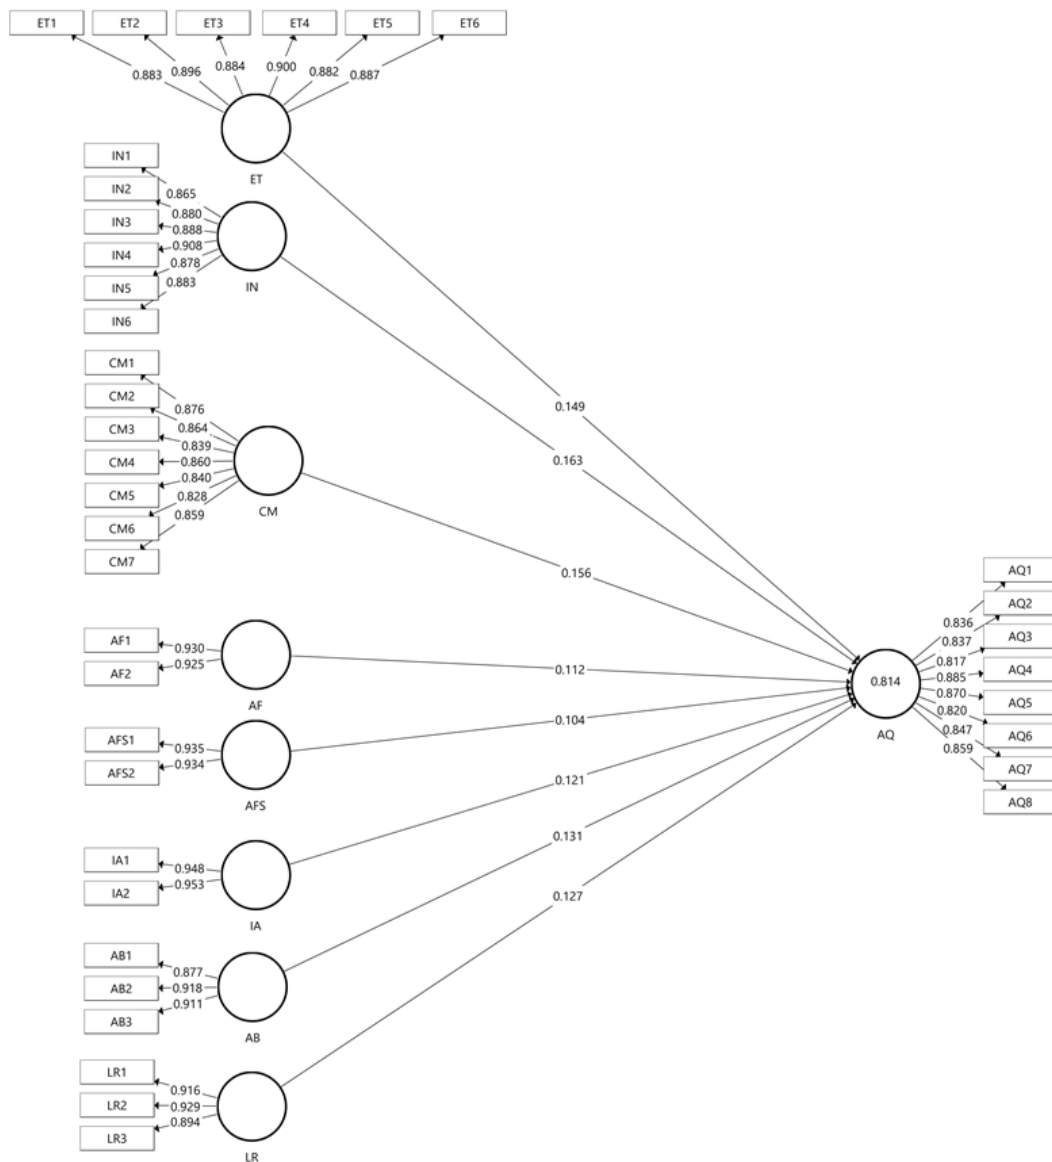 ET1 ET2 ET3 ET4 ET5 ET6
0.883 0.896 0.884 0.900 0.882 0.887
ET
IN1
IN2
IN3
IN4
IN5
IN6
0.865
0.880
0.888
0.908
0.878
0.883
IN
CM1
CM2
CM3
CM4
CM5
CM6
CM7
0.876
0.864
0.839
0.860
0.840
0.828
0.859
CM
AF1
AF2
0.930
0.925
AF
AFS1
AFS2
0.935
0.934
AFS
IA1
IA2
0.948
0.953
IA
AB1
AB2
AB3
0.877
0.918
0.911
AB
LR1
LR2
LR3
0.916
0.929
0.894
LR
0.149
0.163
0.156
0.112
0.104
0.121
0.131
0.127
0.814
AQ
0.836
0.837
0.817
0.885
0.870
0.820
0.847
0.859
AQ1
AQ2
AQ3
AQ4
AQ5
AQ6
AQ7
AQ8